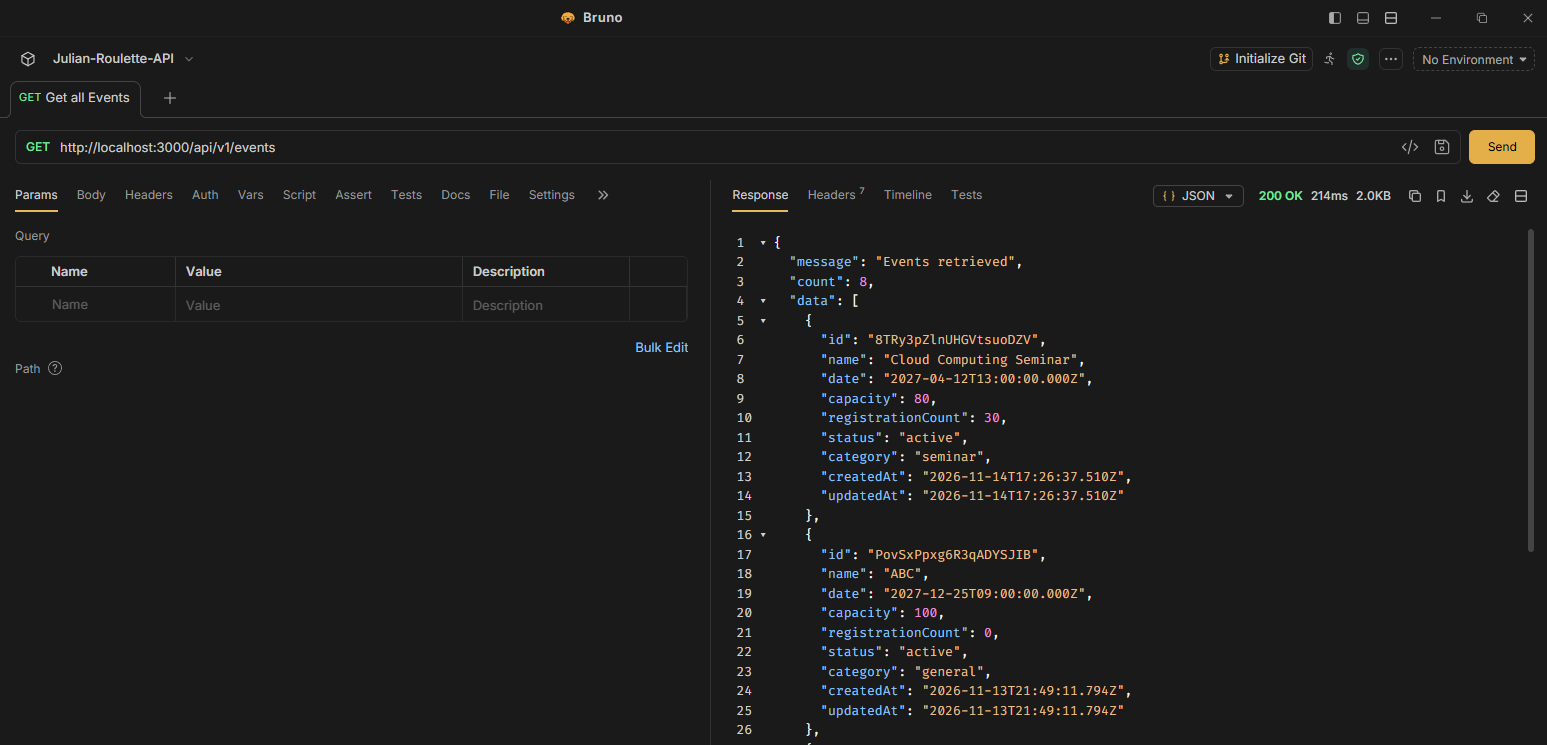 Bruno
Julian-Roulette-API
Initialize Git
No Environment
GET Get all Events
GET http://localhost:3000/api/v1/events
Send
Params Body Headers Auth Vars Script Assert Tests Docs File Settings
Query
Name Value Description
Name Value Description
Bulk Edit
Path
Response Headers 7 Timeline Tests
{ } JSON 200 OK 214ms 2.0KB
1 {
2 "message": "Events retrieved",
3 "count": 8,
4 "data": [
5 {
6 "id": "8TRy3pZlnUHGVtsuoDZV",
7 "name": "Cloud Computing Seminar",
8 "date": "2027-04-12T13:00:00.000Z",
9 "capacity": 80,
10 "registrationCount": 30,
11 "status": "active",
12 "category": "seminar",
13 "createdAt": "2026-11-14T17:26:37.510Z",
14 "updatedAt": "2026-11-14T17:26:37.510Z"
15 },
16 {
17 "id": "PovSxPpxg6R3qADYSJIB",
18 "name": "ABC",
19 "date": "2027-12-25T09:00:00.000Z",
20 "capacity": 100,
21 "registrationCount": 0,
22 "status": "active",
23 "category": "general",
24 "createdAt": "2026-11-13T21:49:11.794Z",
25 "updatedAt": "2026-11-13T21:49:11.794Z"
26 },